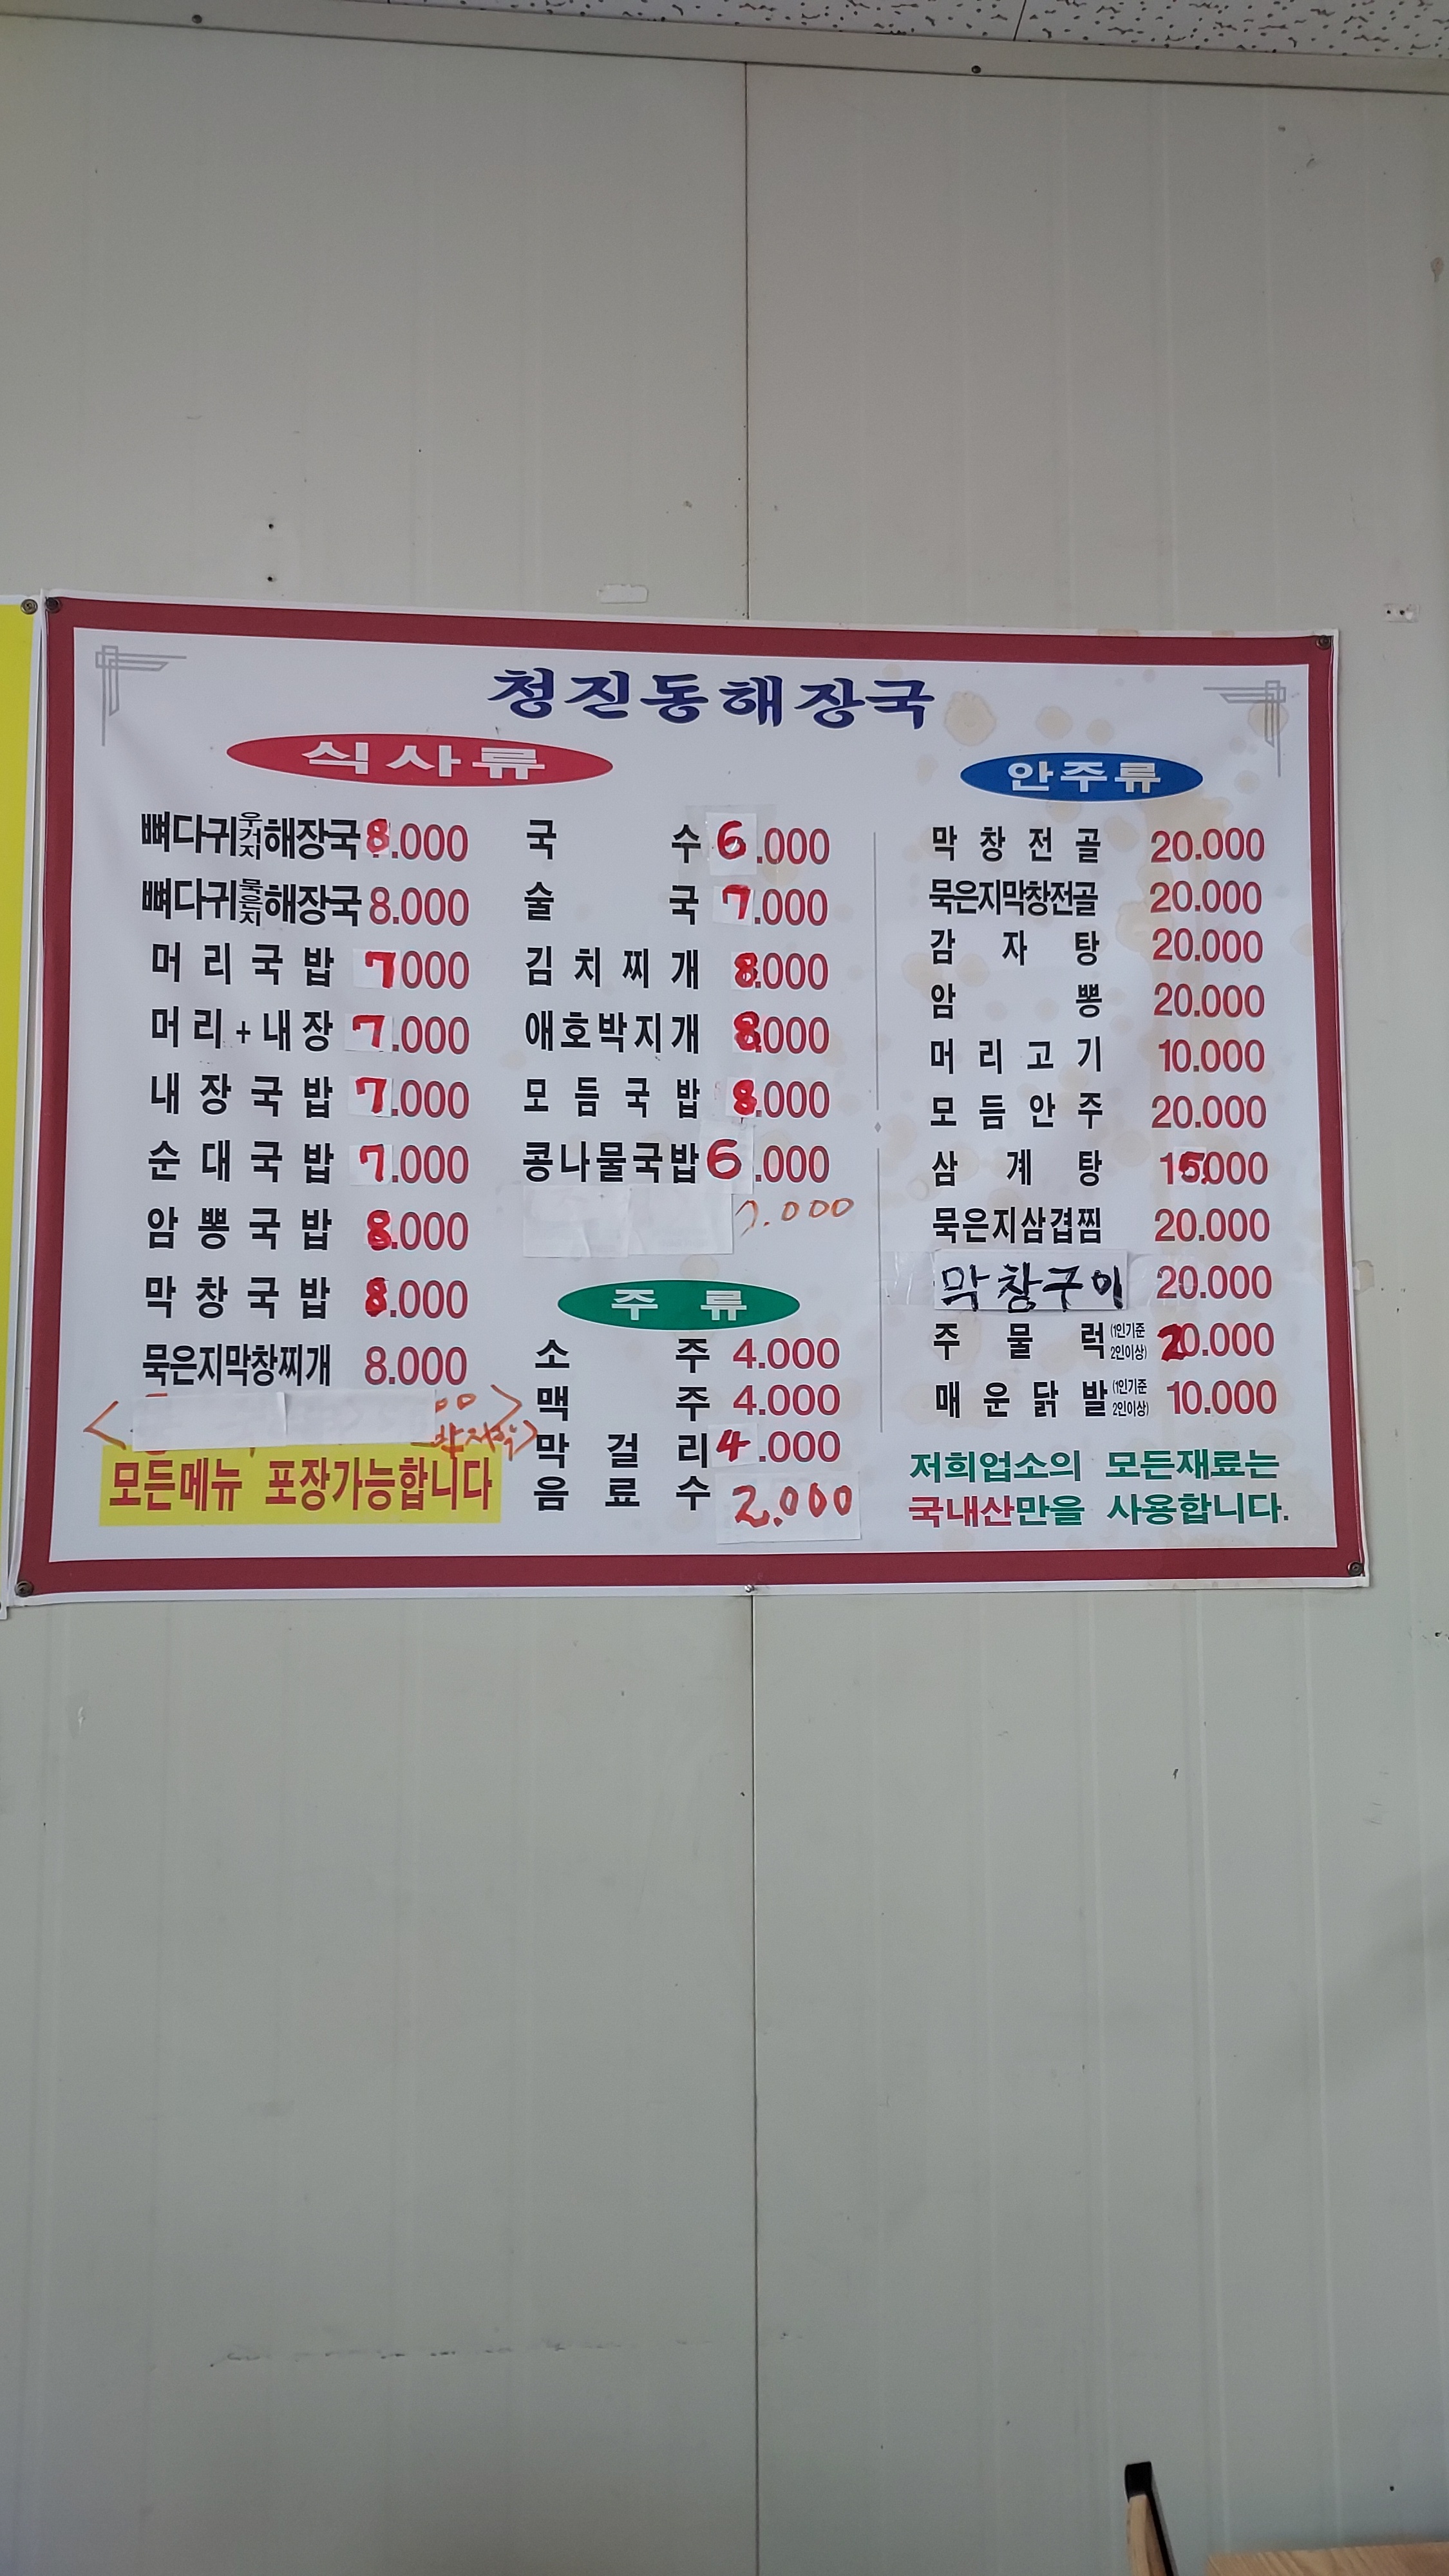 청진동해장국
식사류
뼈다귀우거지해장국 8.000
뼈다귀묵은지해장국 8.000
머리국밥 7000
머리+내장 7.000
내장국밥 7.000
순대국밥 7.000
암뽕국밥 8.000
막창국밥 8.000
묵은지막창찌개 8.000
모든메뉴 포장가능합니다
국수 6.000
술국 7.000
김치찌개 8.000
애호박지개 8.000
모듬국밥 8.000
콩나물국밥 6.000
.000
주류
소주 4.000
맥주 4.000
막걸리 4.000
음료수 2.000
안주류
막창전골 20.000
묵은지막창전골 20.000
감자탕 20.000
암뽕 20.000
머리고기 10.000
모듬안주 20.000
삼계탕 15.000
묵은지삼겹찜 20.000
막창구이 20.000
주물럭(1인기준 2인이상) 20.000
매운닭발(1인기준 2인이상) 10.000
저희업소의 모든재료는
국내산만을 사용합니다.